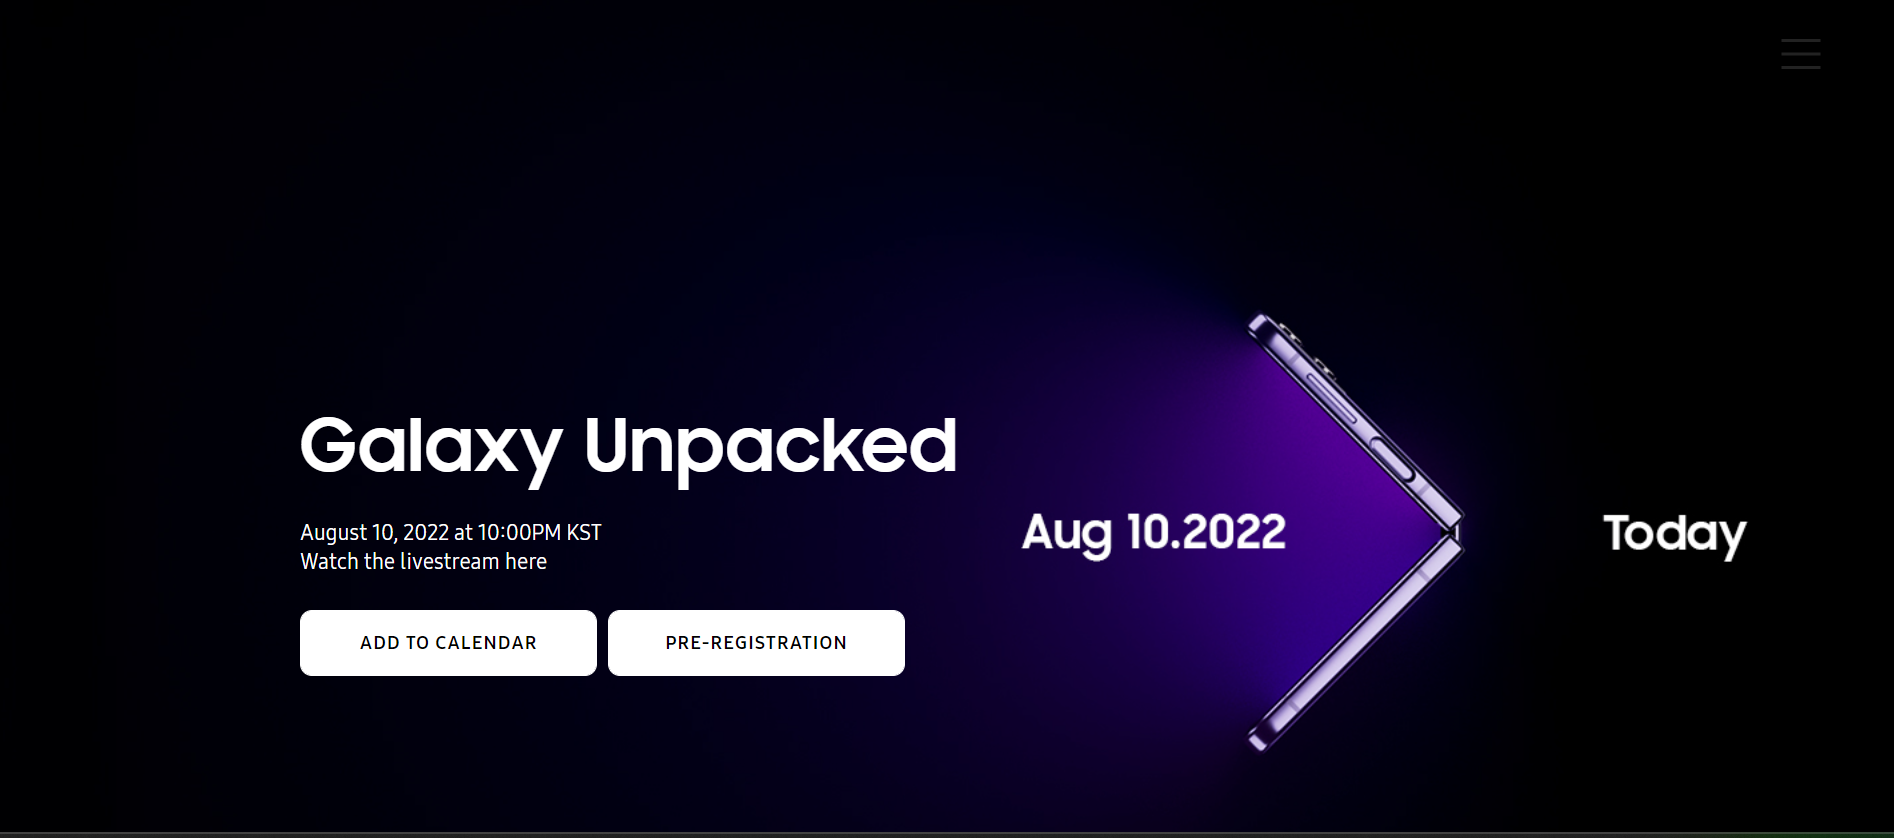 Galaxy Unpacked
August 10, 2022 at 10:00PM KST
Watch the livestream here
ADD TO CALENDAR
PRE-REGISTRATION
Aug 10.2022
Today